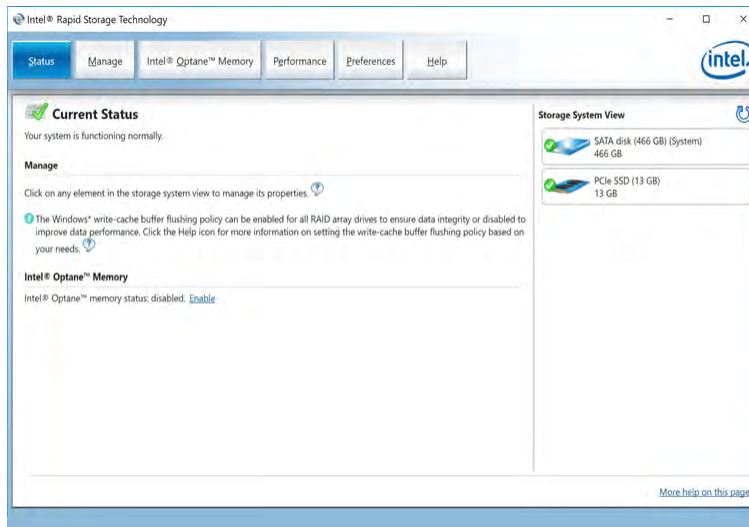 Intel® Rapid Storage Technology
Status
Manage
Intel® Optane™ Memory
Performance
Preferences
Help
intel.
Current Status
Your system is functioning normally.
Manage
Click on any element in the storage system view to manage its properties.
The Windows* write-cache buffer flushing policy can be enabled for all RAID array drives to ensure data integrity or disabled to
improve data performance. Click the Help icon for more information on setting the write-cache buffer flushing policy based on
your needs.
Intel® Optane™ Memory
Intel® Optane™ memory status: disabled. Enable
Storage System View
SATA disk (466 GB) (System)
466 GB
PCIe SSD (13 GB)
13 GB
More help on this page